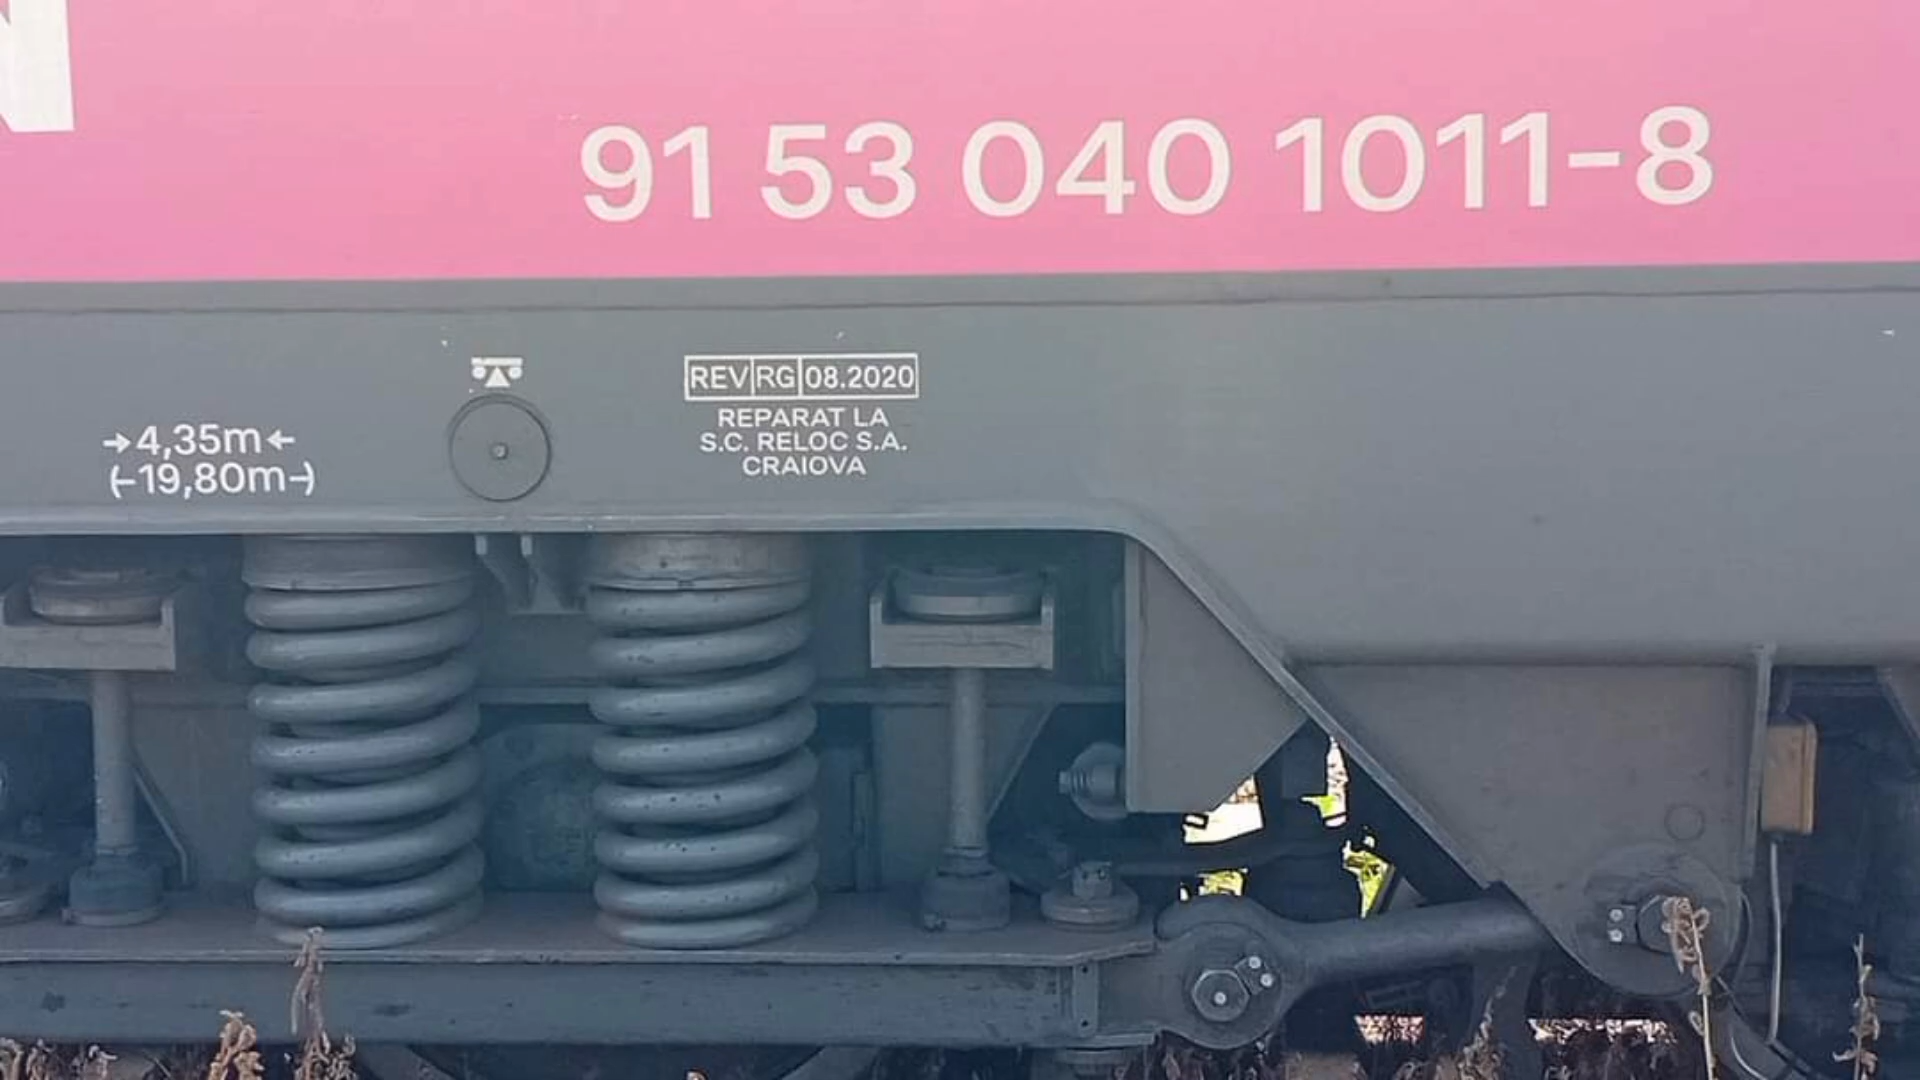 N
91 53 040 1011-8
REV RG 08.2020
REPARAT LA
S.C. RELOC S.A.
CRAIOVA
→4,35m←
(-19,80m-)